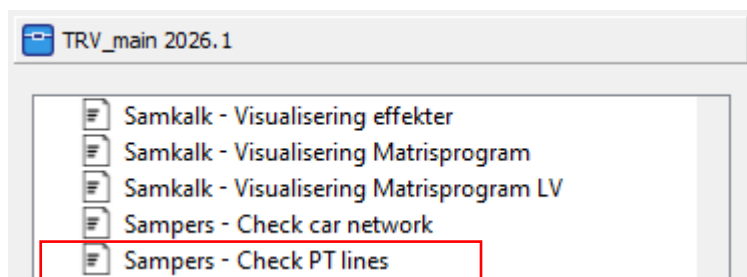 TRV_main 2026.1
Samkalk - Visualisering effekter
Samkalk - Visualisering Matrisprogram
Samkalk - Visualisering Matrisprogram LV
Sampers - Check car network
Sampers - Check PT lines